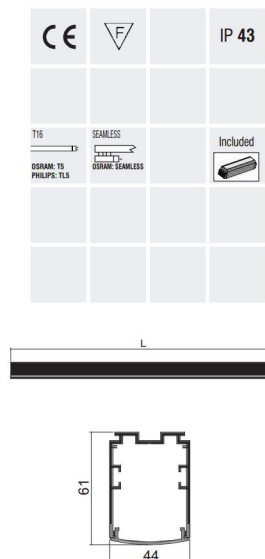 CE
F
IP 43
T16
OSRAM: T5
PHILIPS: TL5
SEAMLESS
OSRAM: SEAMLESS
Included
L
61
44